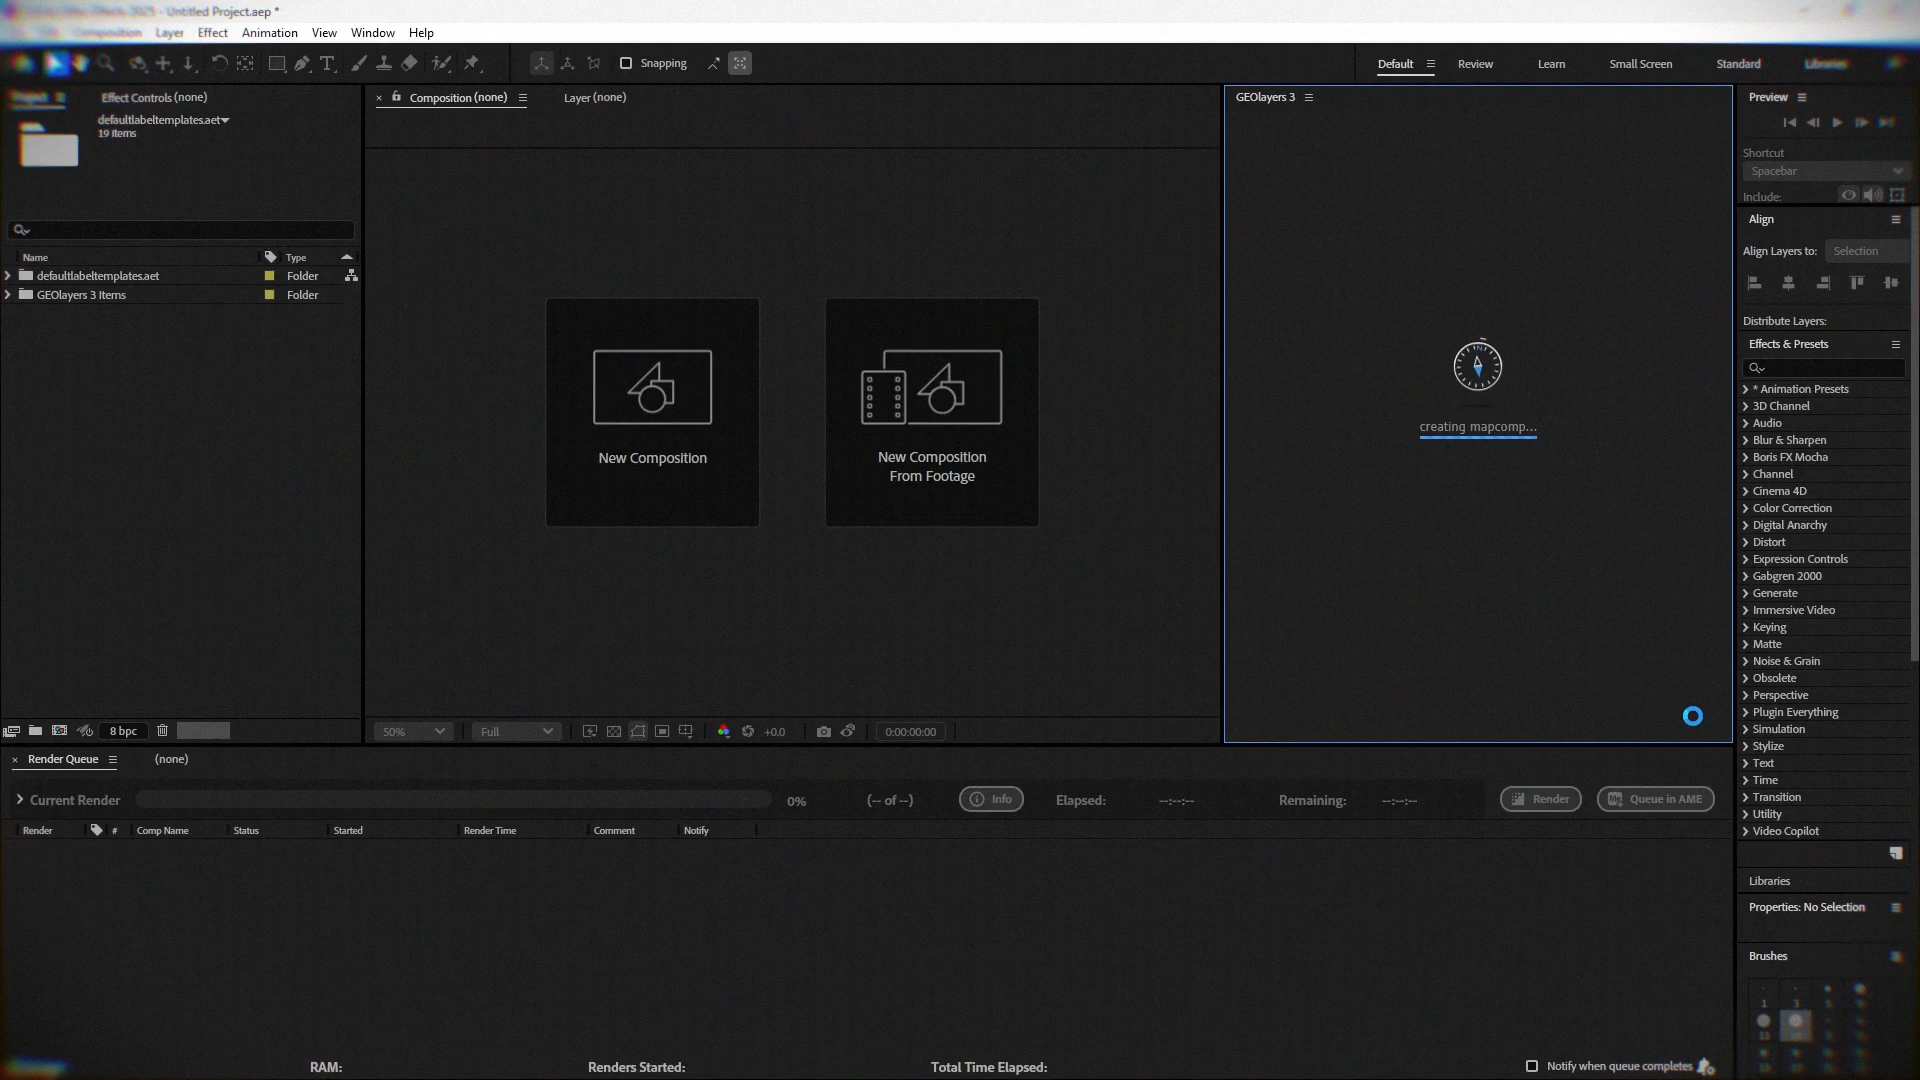 Untitled Project.aep *
Composition Layer Effect Animation View Window Help
Snapping
Default Review Learn Small Screen Standard Libraries
Project Effect Controls (none)
defaultlabeltemplates.aet
19 items
Name Type
defaultlabeltemplates.aet Folder
GEOlayers 3 Items Folder
8 bpc
Composition (none) Layer (none)
New Composition
New Composition
From Footage
50% Full +0.0 0:00:00:00
GEOlayers 3
N
creating mapcomp...
Preview
Shortcut
Spacebar
Include:
Align
Align Layers to: Selection
Distribute Layers:
Effects & Presets
* Animation Presets
3D Channel
Audio
Blur & Sharpen
Boris FX Mocha
Channel
Cinema 4D
Color Correction
Digital Anarchy
Distort
Expression Controls
Gabgren 2000
Generate
Immersive Video
Keying
Matte
Noise & Grain
Obsolete
Perspective
Plugin Everything
Simulation
Stylize
Text
Time
Transition
Utility
Video Copilot
Libraries
Properties: No Selection
Brushes
1 3
Render Queue (none)
Current Render 0% (-- of --) Info Elapsed: --:--:-- Remaining: --:--:-- Render Queue in AME
Render # Comp Name Status Started Render Time Comment Notify
RAM: Renders Started: Total Time Elapsed: Notify when queue completes